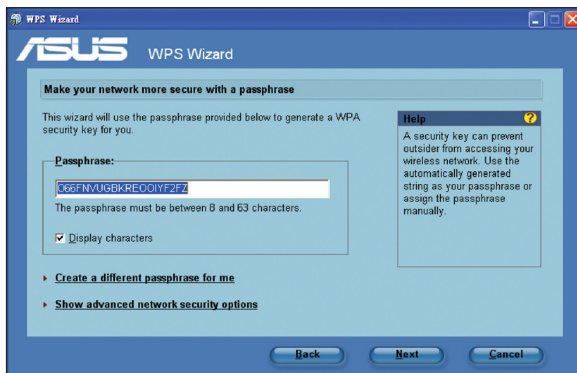 WPS Wizard
ASUS WPS Wizard
Make your network more secure with a passphrase
This wizard will use the passphrase provided below to generate a WPA
security key for you.
Passphrase:
O66FNVUGBKREOOIYF2FZ
The passphrase must be between 8 and 63 characters.
Display characters
Create a different passphrase for me
Show advanced network security options
Help
A security key can prevent
outsider from accessing your
wireless network. Use the
automatically generated
string as your passphrase or
assign the passphrase
manually.
Back Next Cancel